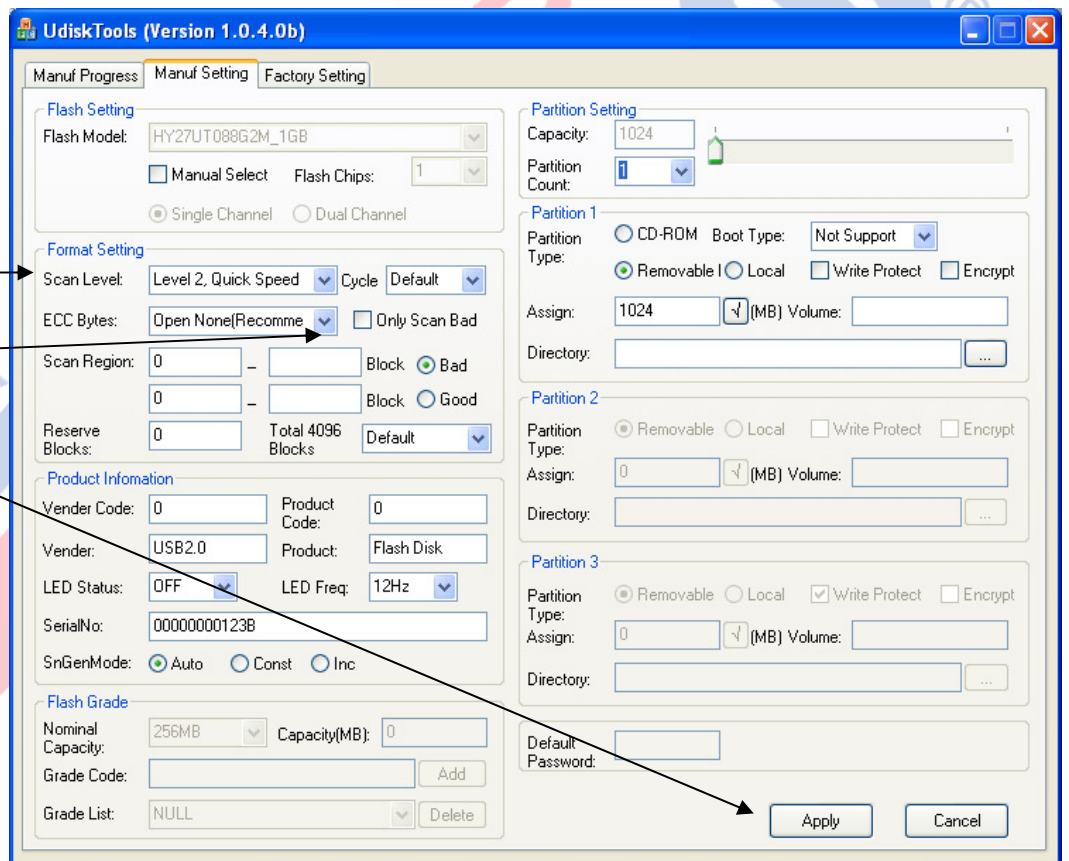 UdiskTools (Version 1.0.4.0b)
Manuf Progress Manuf Setting Factory Setting
Flash Setting
Flash Model: HY27UT088G2M_1GB
Manual Select Flash Chips: 1
Single Channel Dual Channel
Format Setting
Scan Level: Level 2, Quick Speed Cycle Default
ECC Bytes: Open None(Recomme Only Scan Bad
Scan Region: 0 – Block Bad
0 – Block Good
Reserve Blocks: 0 Total 4096 Blocks Default
Product Infomation
Vender Code: 0 Product Code: 0
Vender: USB2.0 Product: Flash Disk
LED Status: OFF LED Freq: 12Hz
SerialNo: 00000000123B
SnGenMode: Auto Const Inc
Flash Grade
Nominal Capacity: 256MB Capacity(MB): 0
Grade Code: Add
Grade List: NULL Delete
Partition Setting
Capacity: 1024
Partition Count: 1
Partition 1
Partition Type: CD-ROM Boot Type: Not Support
Removable I Local Write Protect Encrypt
Assign: 1024 √ (MB) Volume:
Directory: ...
Partition 2
Partition Type: Removable Local Write Protect Encrypt
Assign: 0 √ (MB) Volume:
Directory: ...
Partition 3
Partition Type: Removable Local Write Protect Encrypt
Assign: 0 √ (MB) Volume:
Directory: ...
Default Password:
Apply Cancel